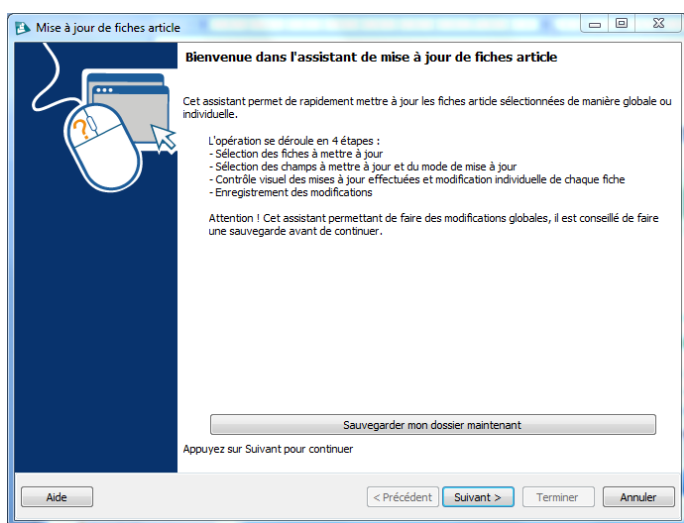 Mise à jour de fiches article
Bienvenue dans l'assistant de mise à jour de fiches article
Cet assistant permet de rapidement mettre à jour les fiches article sélectionnées de manière globale ou
individuelle.
L'opération se déroule en 4 étapes :
- Sélection des fiches à mettre à jour
- Sélection des champs à mettre à jour et du mode de mise à jour
- Contrôle visuel des mises à jour effectuées et modification individuelle de chaque fiche
- Enregistrement des modifications
Attention ! Cet assistant permettant de faire des modifications globales, il est conseillé de faire
une sauvegarde avant de continuer.
Sauvegarder mon dossier maintenant
Appuyez sur Suivant pour continuer
Aide < Précédent Suivant > Terminer Annuler